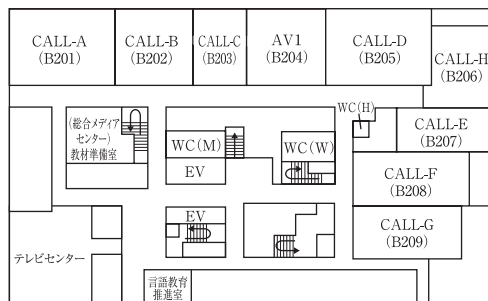 CALL-A
(B201)
CALL-B
(B202)
CALL-C
(B203)
AV1
(B204)
CALL-D
(B205)
CALL-H
(B206)
WC(H)
CALL-E
(B207)
CALL-F
(B208)
CALL-G
(B209)
(総合メディア
センター)
教材準備室
WC(M)
EV
WC(W)
EV
テレビセンター
言語教育
推進室